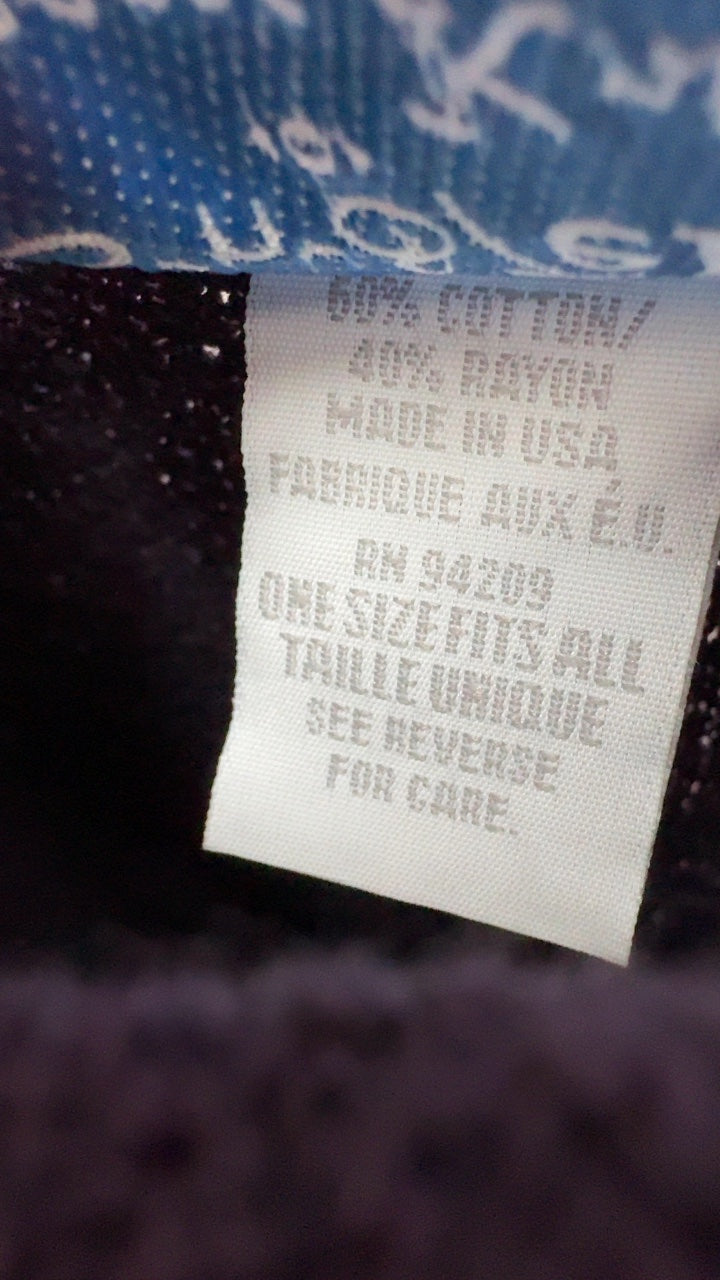 60% COTTON/
40% RAYON
MADE IN USA
FABRIQUE AUX É.U.
RN 94209
ONE SIZE FITS ALL
TAILLE UNIQUE
SEE REVERSE
FOR CARE.